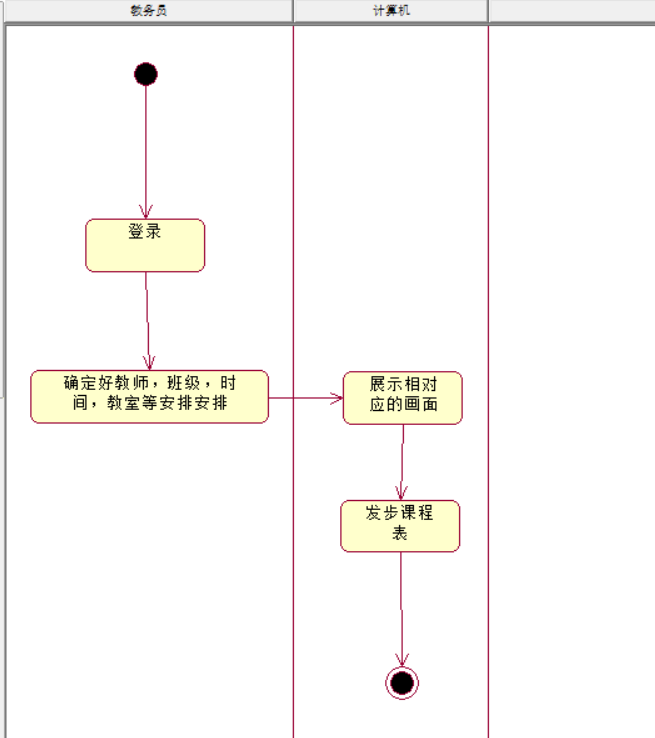 教务员
计算机
登录
确定好教师，班级，时
间，教室等安排安排
展示相对
应的画面
发步课程
表